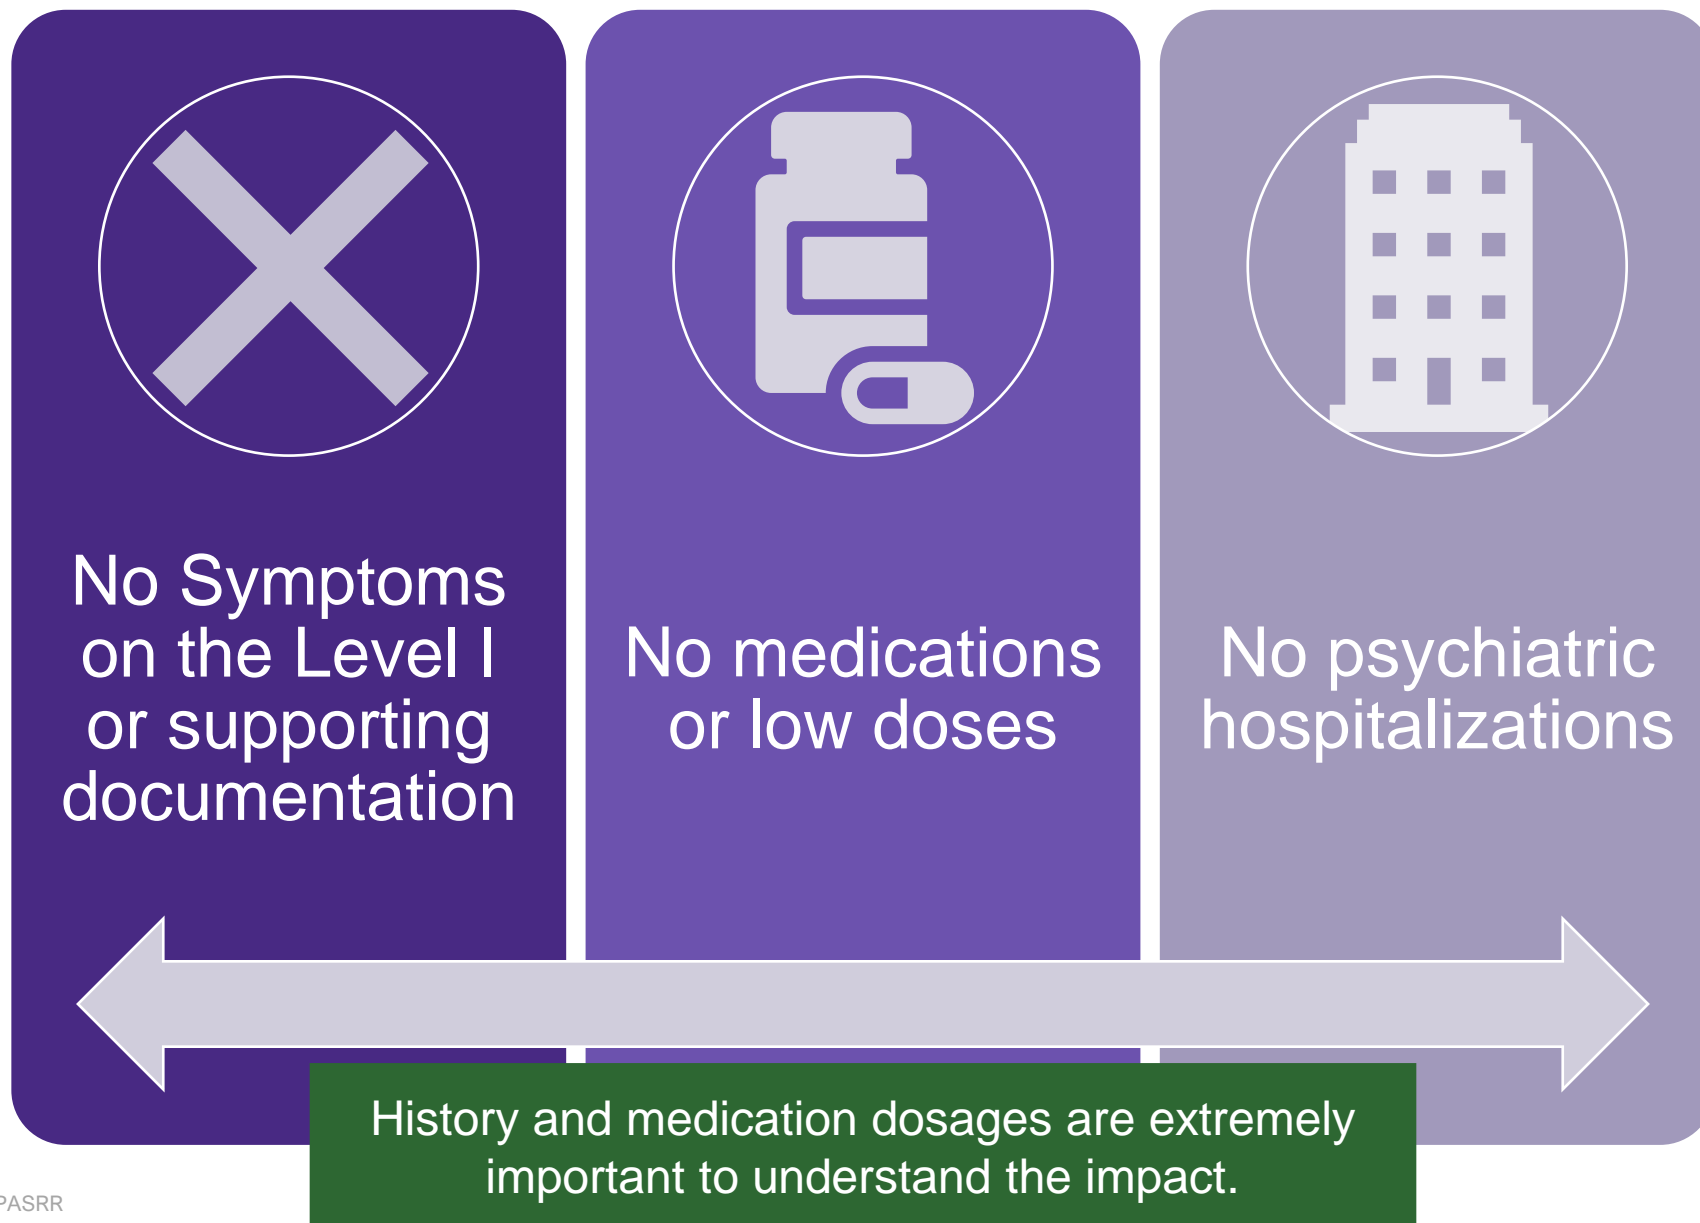 No Symptoms
on the Level I
or supporting
documentation
No medications
or low doses
No psychiatric
hospitalizations
History and medication dosages are extremely
important to understand the impact.
PASRR